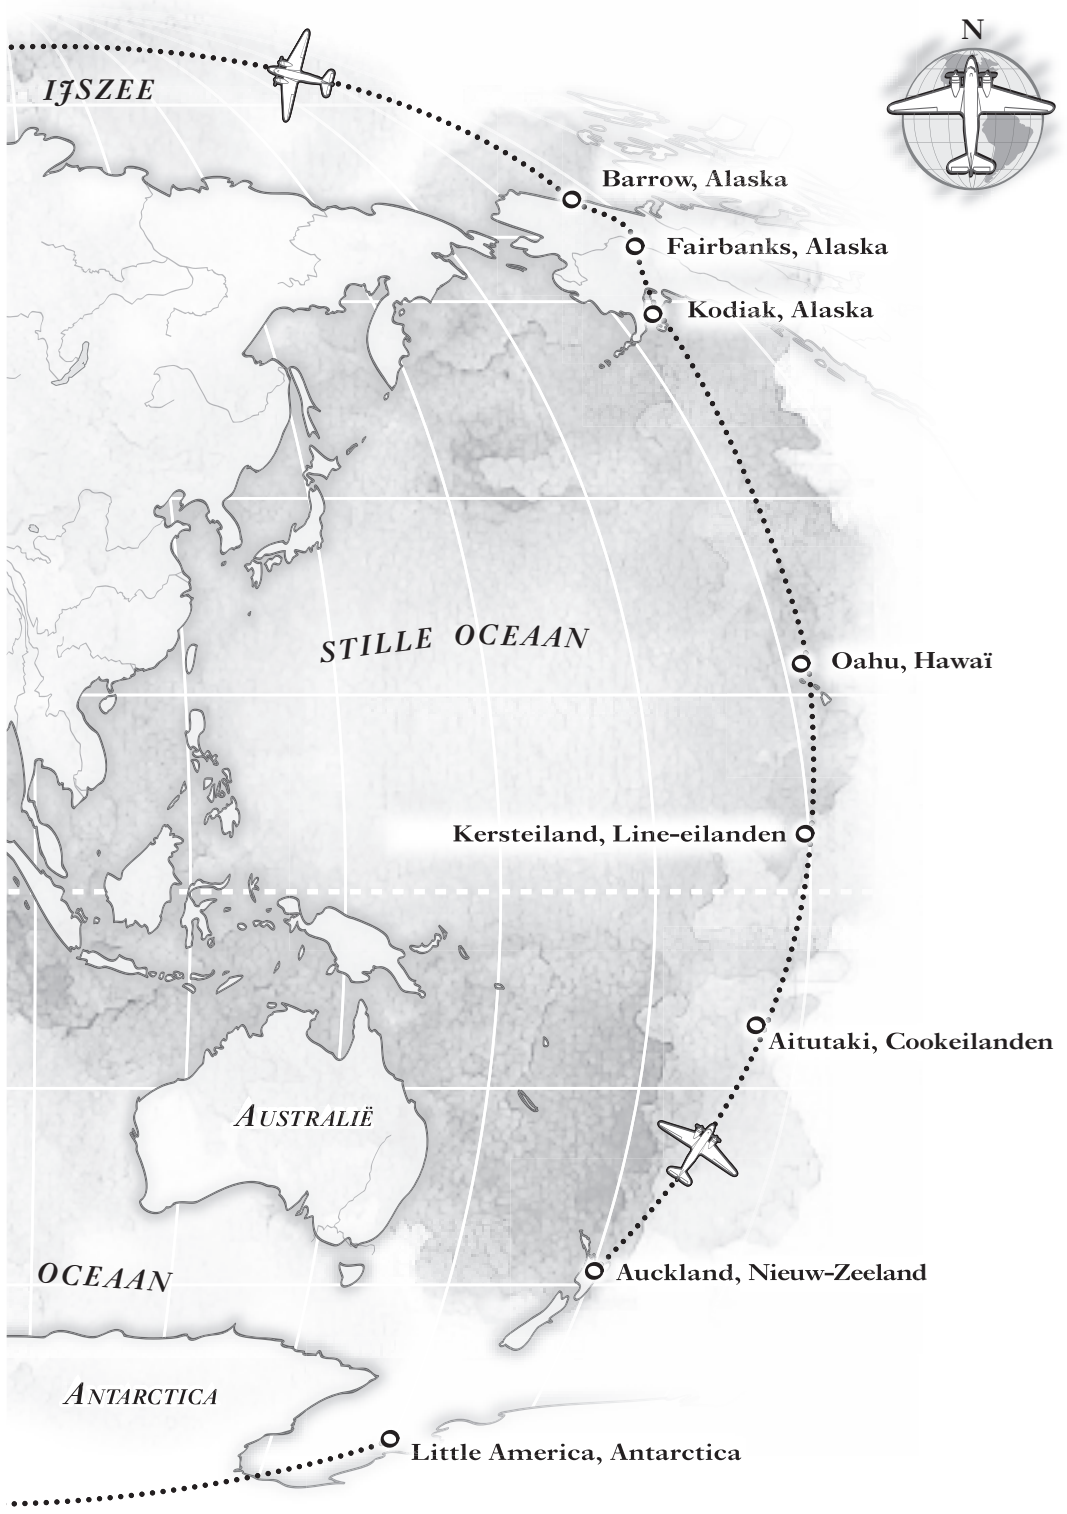 N
IJSZEE
Barrow, Alaska
Fairbanks, Alaska
Kodiak, Alaska
STILLE OCEAAN
Oahu, Hawaï
Kersteiland, Line-eilanden
Aitutaki, Cookeilanden
AUSTRALIË
Auckland, Nieuw-Zeeland
OCEAAN
ANTARCTICA
Little America, Antarctica